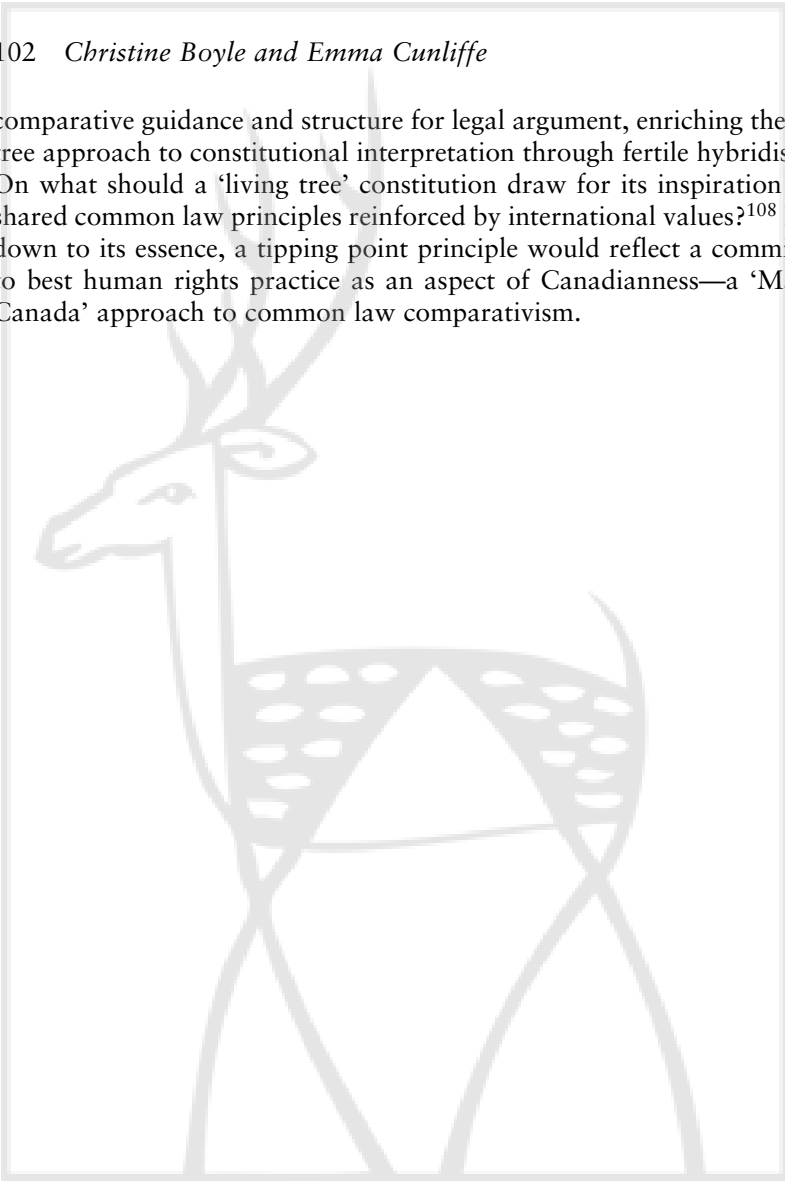 102 Christine Boyle and Emma Cunliffe
comparative guidance and structure for legal argument, enriching the
tree approach to constitutional interpretation through fertile
On what should a ‘living tree’ constitution draw for its inspiration
shared common law principles reinforced by international values?108
down to its essence, a tipping point principle would reflect a
to best human rights practice as an aspect of Canadianness—a
Canada’ approach to common law comparativism.